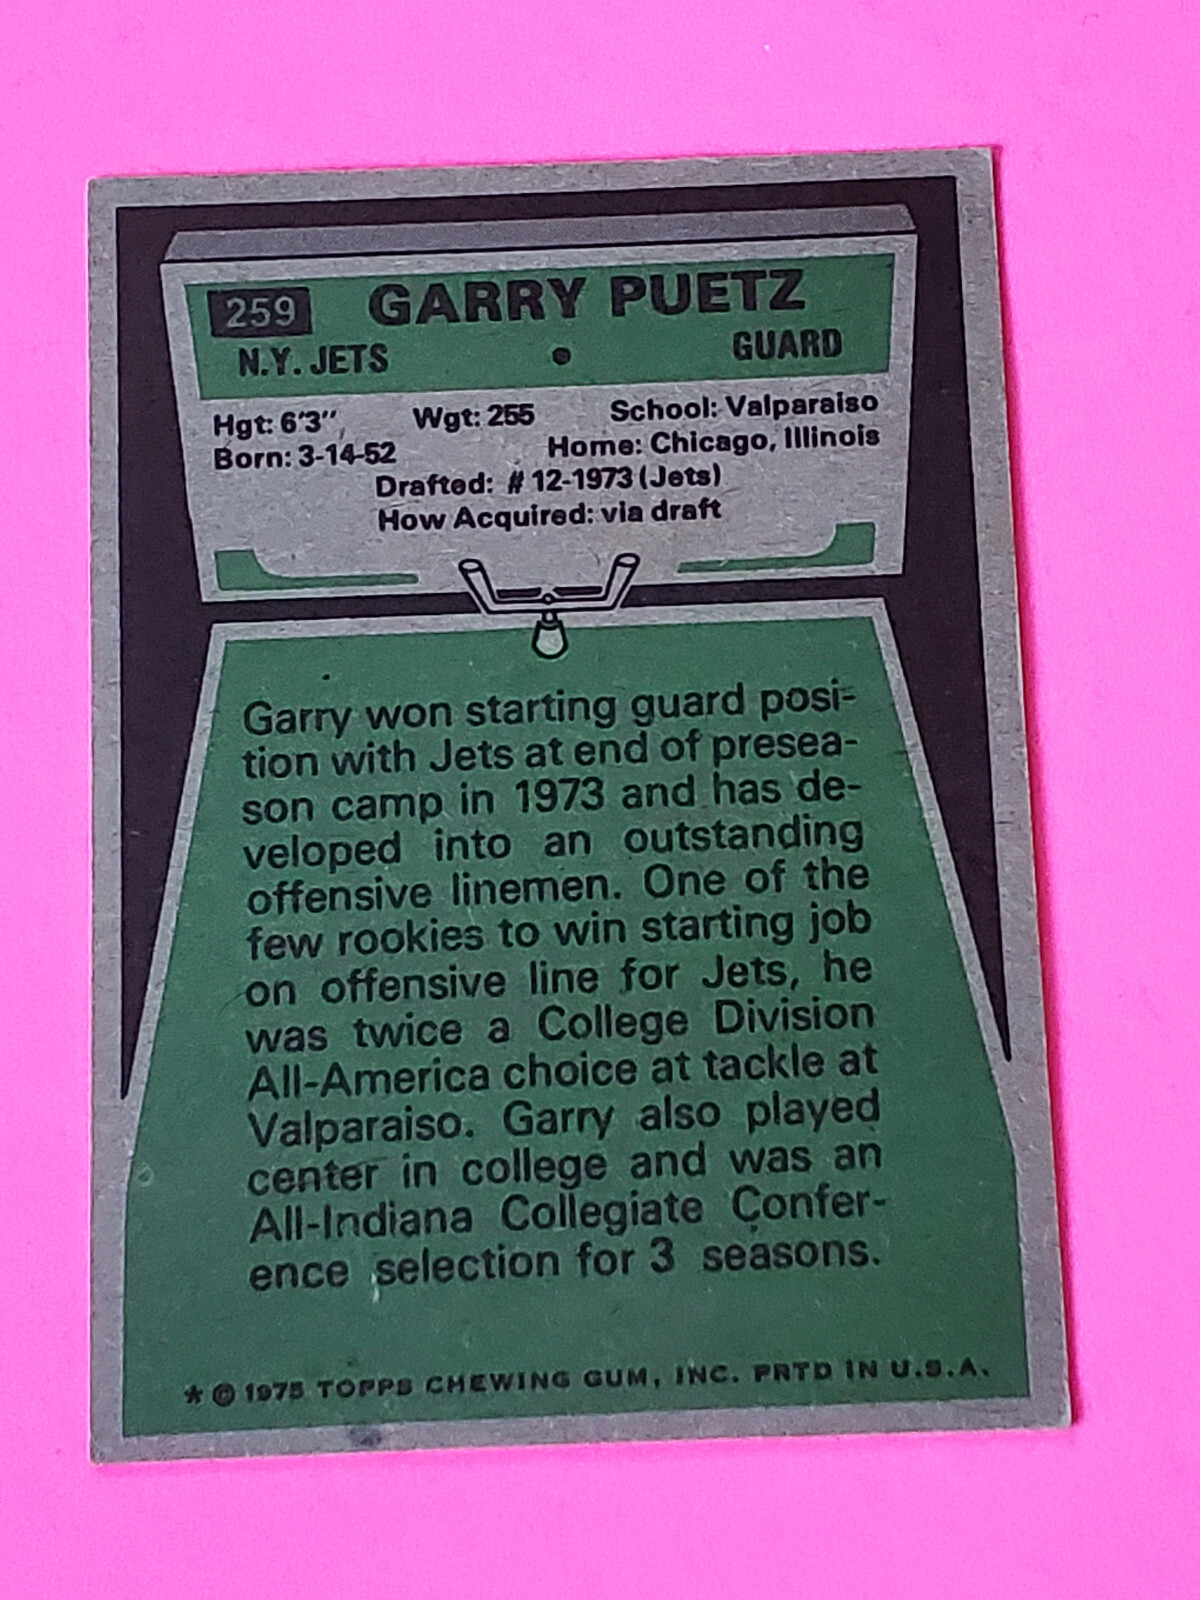 259 GARRY PUETZ
N.Y. JETS • GUARD
Hgt: 6'3" Wgt: 255 School: Valparaiso
Born: 3-14-52 Home: Chicago, Illinois
Drafted: #12-1973 (Jets)
How Acquired: via draft
Garry won starting guard posi-
tion with Jets at end of presea-
son camp in 1973 and has de-
veloped into an outstanding
offensive linemen. One of the
few rookies to win starting job
on offensive line for Jets, he
was twice a College Division
All-America choice at tackle at
Valparaiso. Garry also played
center in college and was an
All-Indiana Collegiate Confer-
ence selection for 3 seasons.
* © 1975 TOPPS CHEWING GUM, INC. PRTD IN U.S.A.